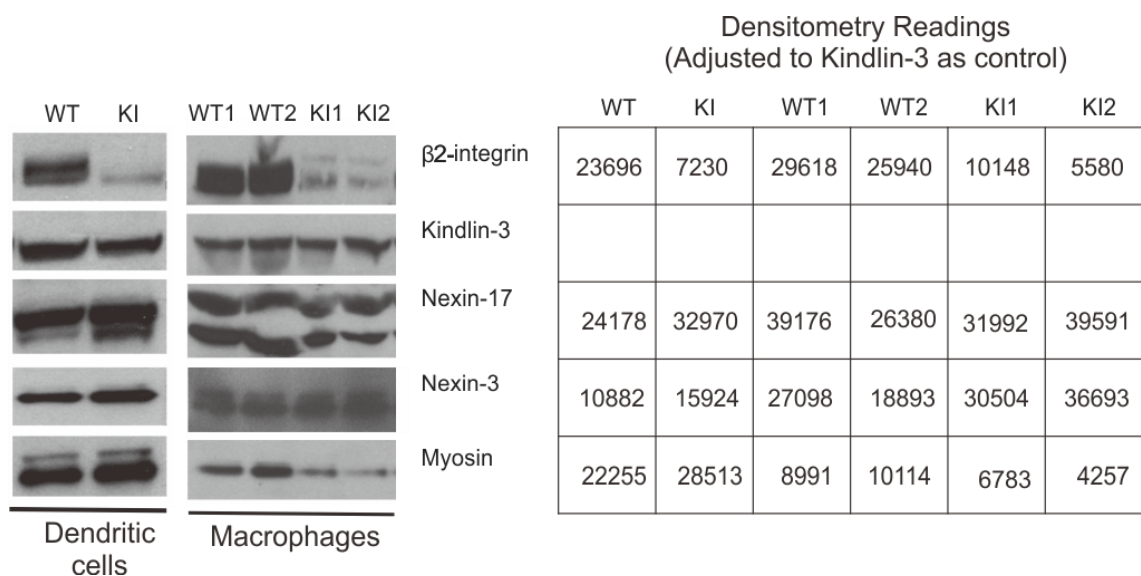 Densitometry Readings
(Adjusted to Kindlin-3 as control)
WT KI WT1 WT2 KI1 KI2
WT KI WT1 WT2 KI1 KI2
β2-integrin
23696 7230 29618 25940 10148 5580
Kindlin-3
Nexin-17
24178 32970 39176 26380 31992 39591
Nexin-3
10882 15924 27098 18893 30504 36693
Myosin
22255 28513 8991 10114 6783 4257
Dendritic
cells
Macrophages